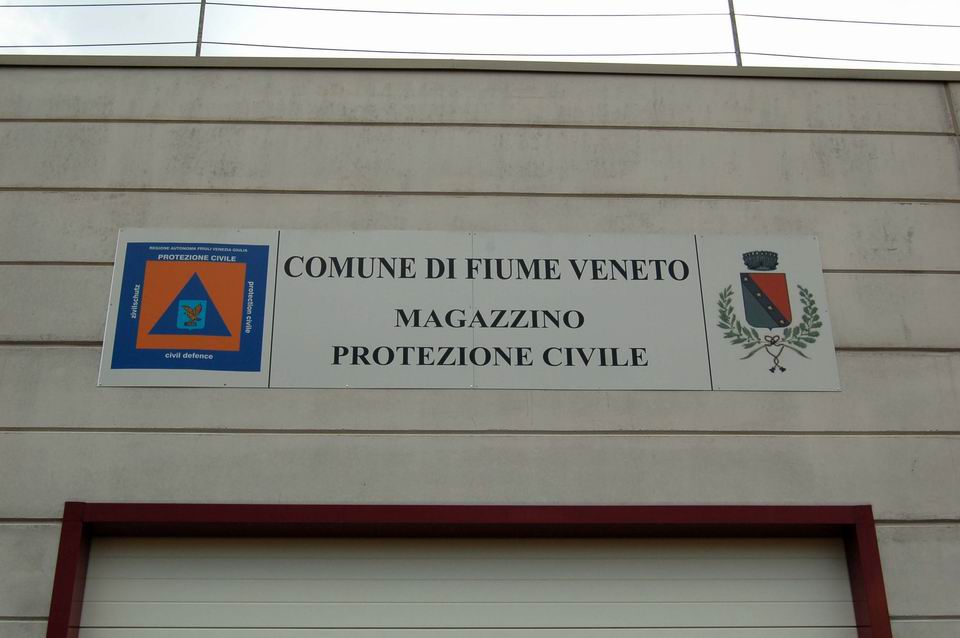 REGIONE AUTONOMA FRIULI VENEZIA GIULIA
PROTEZIONE CIVILE
zivilschutz
protection civile
civil defence
COMUNE DI FIUME VENETO
MAGAZZINO
PROTEZIONE CIVILE